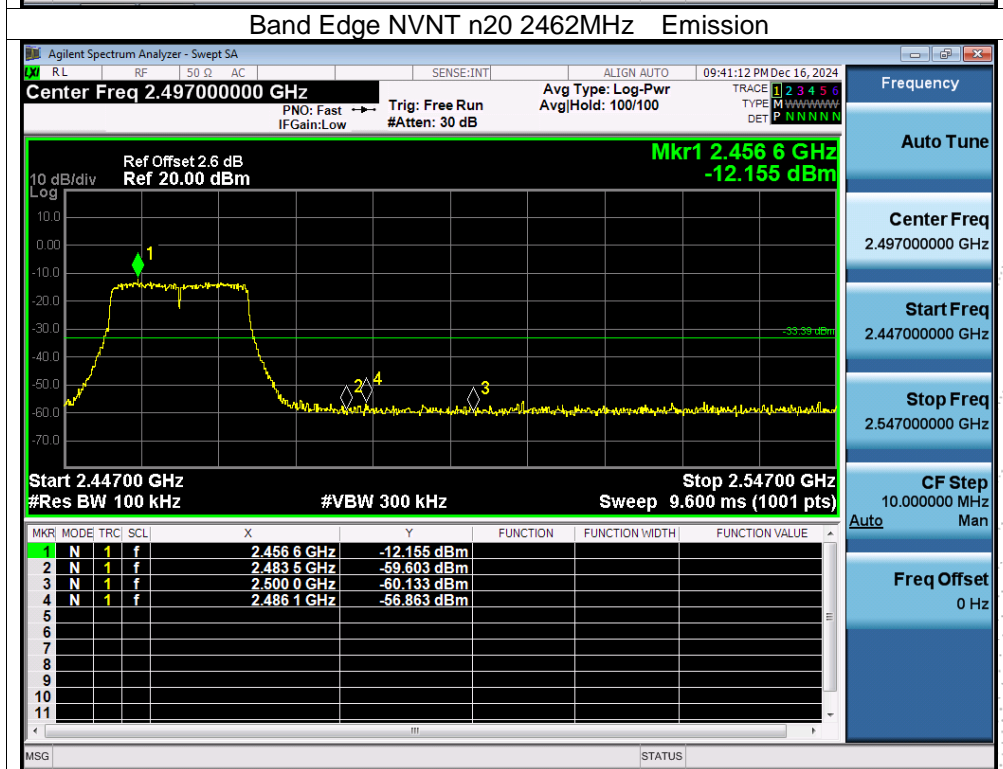 Band Edge NVNT n20 2462MHz Emission
Agilent Spectrum Analyzer - Swept SA
LXI RL RF 50 Ω AC SENSE:INT ALIGN AUTO 09:41:12 PM Dec 16, 2024
Center Freq 2.497000000 GHz
PNO: Fast
IFGain:Low
Trig: Free Run
#Atten: 30 dB
Avg Type: Log-Pwr
Avg|Hold: 100/100
TRACE 1 2 3 4 5 6
TYPE M WWWWW
DET P N N N N N
Mkr1 2.456 6 GHz
-12.155 dBm
Ref Offset 2.6 dB
10 dB/div Ref 20.00 dBm
Log
10.0
0.00
-10.0
-20.0
-30.0
-40.0
-50.0
-60.0
-70.0
1
-33.39 dBm
2 4 3
Start 2.44700 GHz Stop 2.54700 GHz
#Res BW 100 kHz #VBW 300 kHz Sweep 9.600 ms (1001 pts)
MKR MODE TRC SCL X Y FUNCTION FUNCTION WIDTH FUNCTION VALUE
1 N 1 f 2.456 6 GHz -12.155 dBm
2 N 1 f 2.483 5 GHz -59.603 dBm
3 N 1 f 2.500 0 GHz -60.133 dBm
4 N 1 f 2.486 1 GHz -56.863 dBm
5
6
7
8
9
10
11
MSG STATUS
Frequency
Auto Tune
Center Freq
2.497000000 GHz
Start Freq
2.447000000 GHz
Stop Freq
2.547000000 GHz
CF Step
10.000000 MHz
Auto Man
Freq Offset
0 Hz